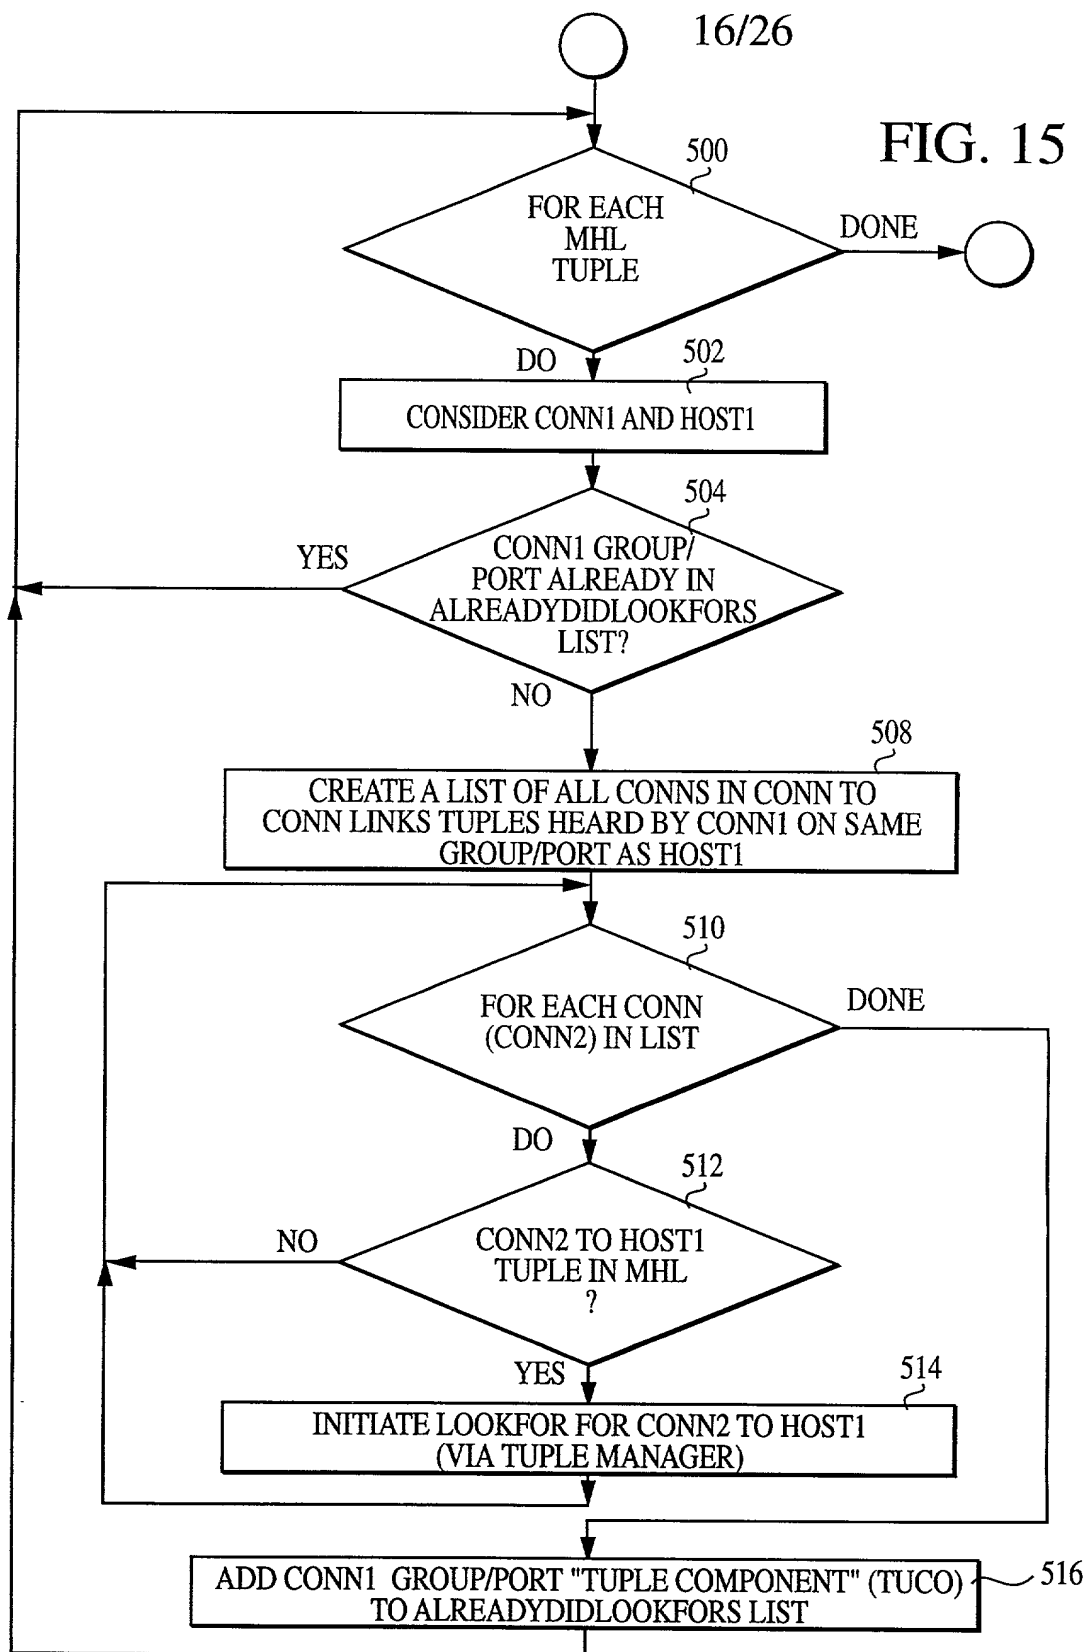 16/26
FIG. 15
500
FOR EACH
MHL
TUPLE
DONE
DO
502
CONSIDER CONN1 AND HOST1
504
YES
CONN1 GROUP/
PORT ALREADY IN
ALREADYDIDLOOKFORS
LIST?
NO
508
CREATE A LIST OF ALL CONNS IN CONN TO
CONN LINKS TUPLES HEARD BY CONN1 ON SAME
GROUP/PORT AS HOST1
510
FOR EACH CONN
(CONN2) IN LIST
DONE
DO
512
NO
CONN2 TO HOST1
TUPLE IN MHL
?
YES
514
INITIATE LOOKFOR FOR CONN2 TO HOST1
(VIA TUPLE MANAGER)
ADD CONN1 GROUP/PORT "TUPLE COMPONENT" (TUCO)
TO ALREADYDIDLOOKFORS LIST
516